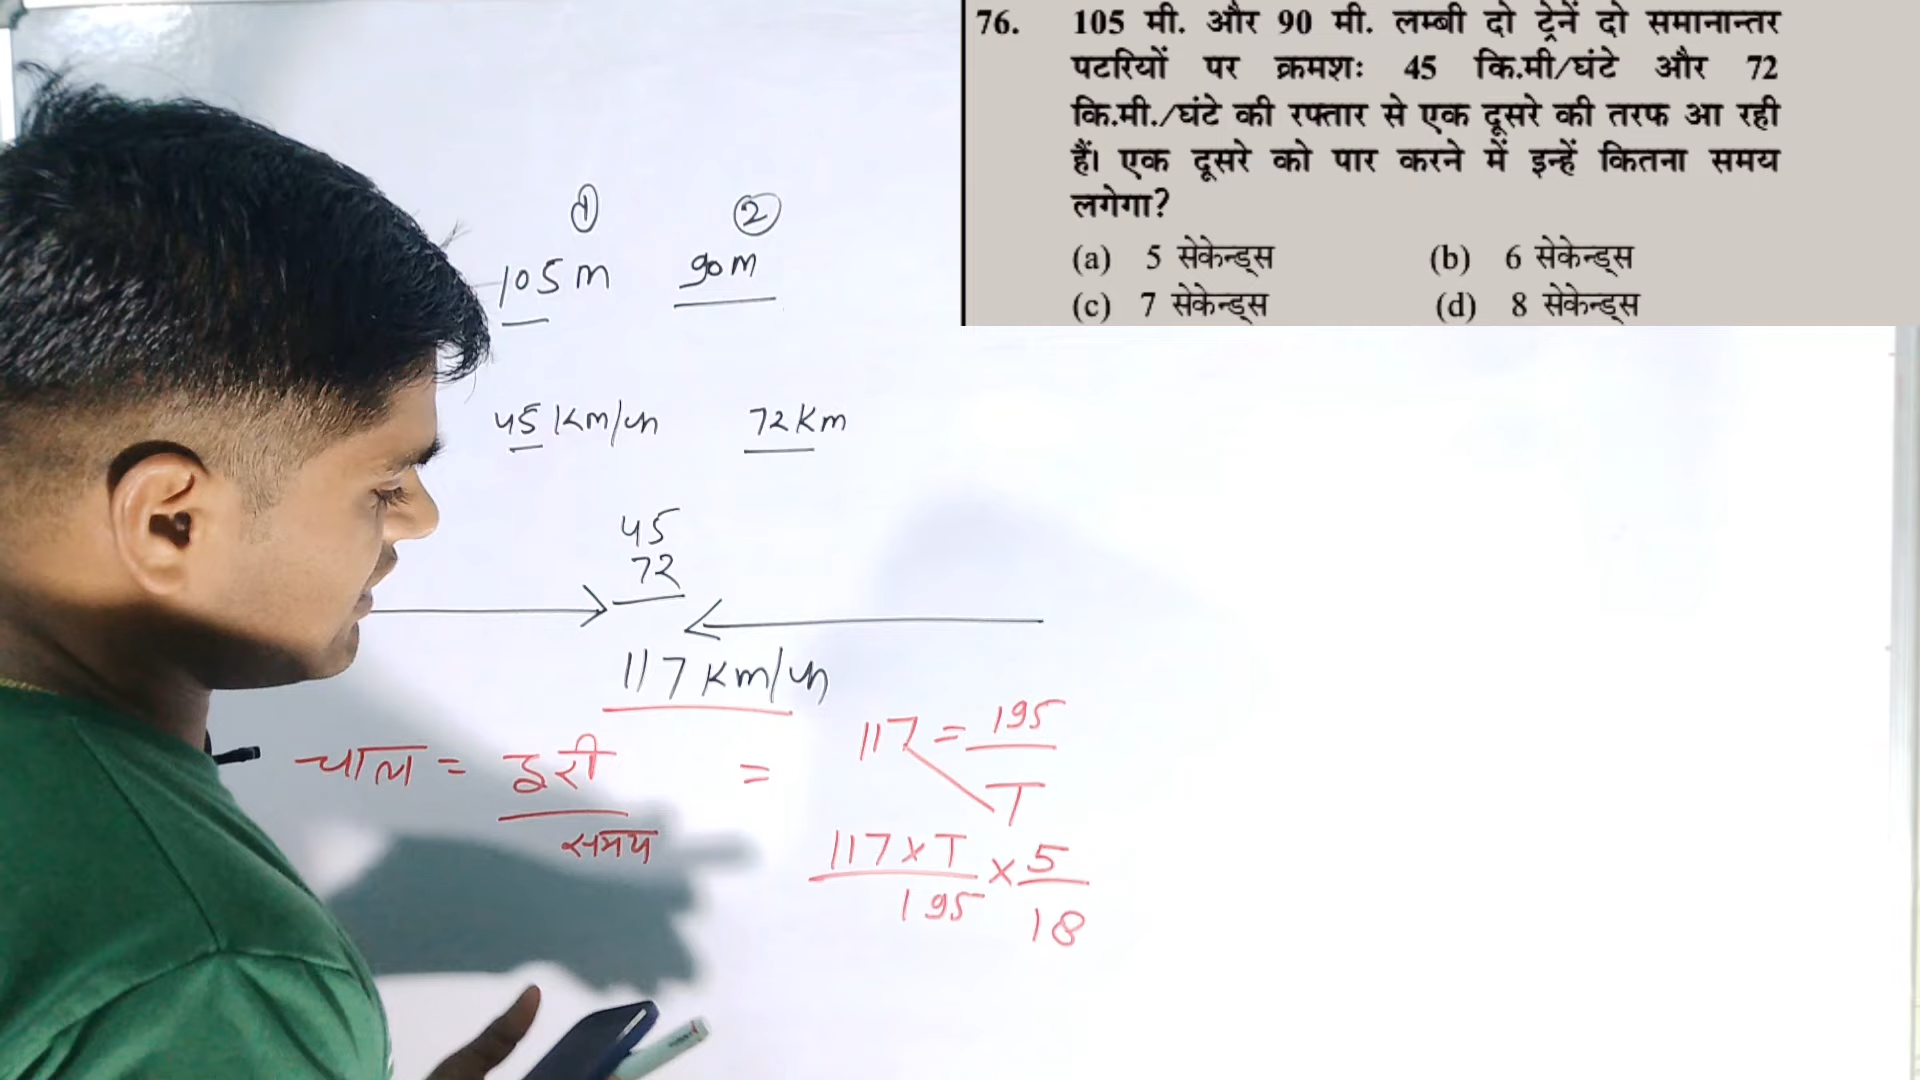 76. 105 मी. और 90 मी. लम्बी दो ट्रेनें दो समानान्तर
पटरियों पर क्रमशः 45 कि.मी/घंटे और 72
कि.मी./घंटे की रफ्तार से एक दूसरे की तरफ आ रही
हैं। एक दूसरे को पार करने में इन्हें कितना समय
लगेगा?
(a) 5 सेकेन्ड्स (b) 6 सेकेन्ड्स
(c) 7 सेकेन्ड्स (d) 8 सेकेन्ड्स
① ②
105 m 90 m
45 Km/h 72 Km
45
72
117 Km/h
चाल = दूरी / समय = 117 = 195 / T
117 × T / 195 × 5 / 18